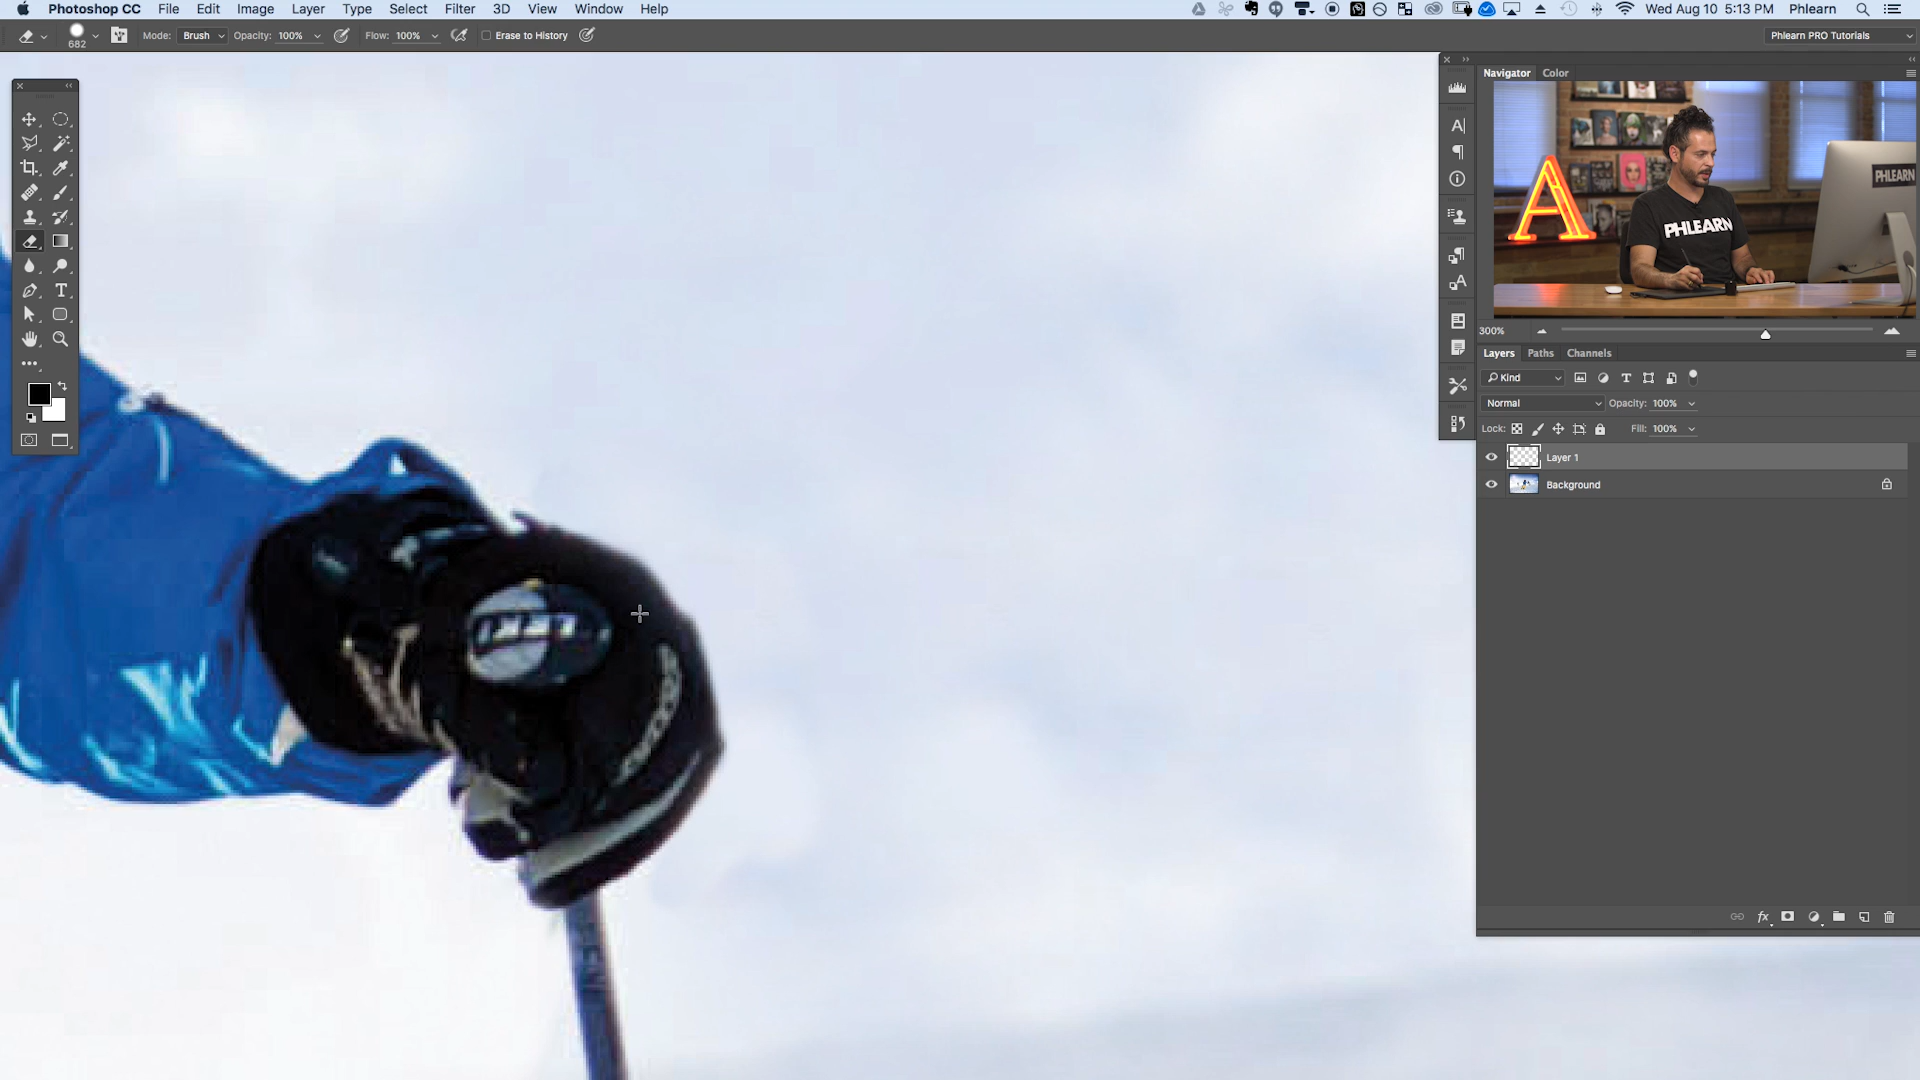 Photoshop CC File Edit Image Layer Type Select Filter 3D View Window Help Wed Aug 10 5:13 PM Phlearn
682 Mode: Brush Opacity: 100% Flow: 100% Erase to History Phlearn PRO Tutorials
Navigator Color
PHLEARN
A
PHLEARN
300%
Layers Paths Channels
Kind
Normal Opacity: 100%
Lock: Fill: 100%
Layer 1
Background
fx